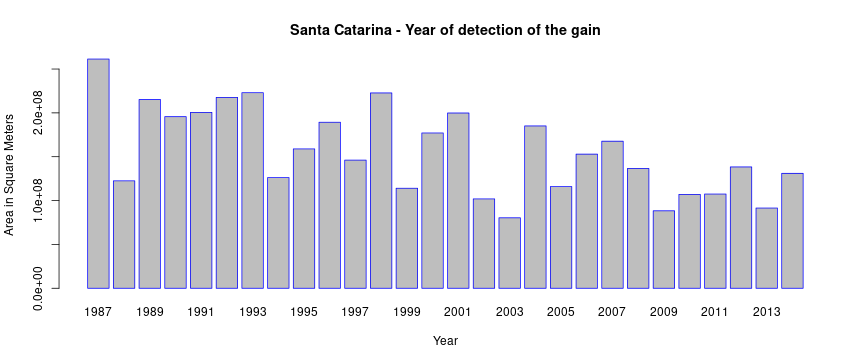 Santa Catarina - Year of detection of the gain
Area in Square Meters
2.0e+08
1.0e+08
0.0e+00
1987 1989 1991 1993 1995 1997 1999 2001 2003 2005 2007 2009 2011 2013
Year